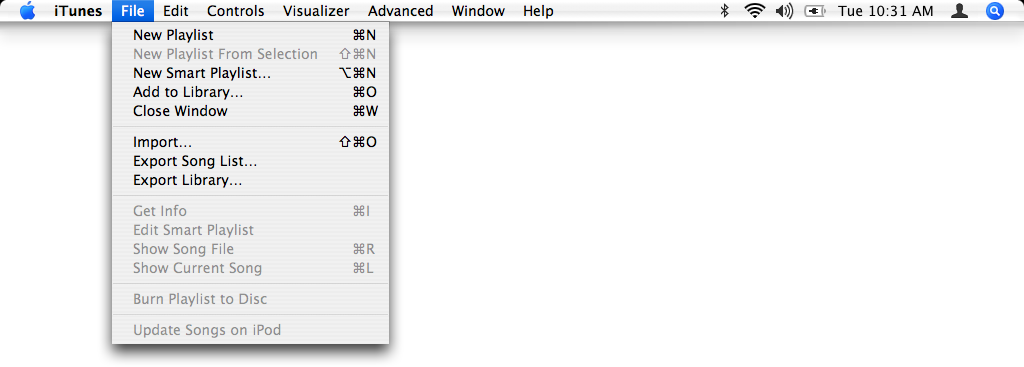 iTunes File Edit Controls Visualizer Advanced Window Help Tue 10:31 AM
New Playlist ⌘N
New Playlist From Selection ⇧⌘N
New Smart Playlist... ⌥⌘N
Add to Library... ⌘O
Close Window ⌘W
Import... ⇧⌘O
Export Song List...
Export Library...
Get Info ⌘I
Edit Smart Playlist
Show Song File ⌘R
Show Current Song ⌘L
Burn Playlist to Disc
Update Songs on iPod